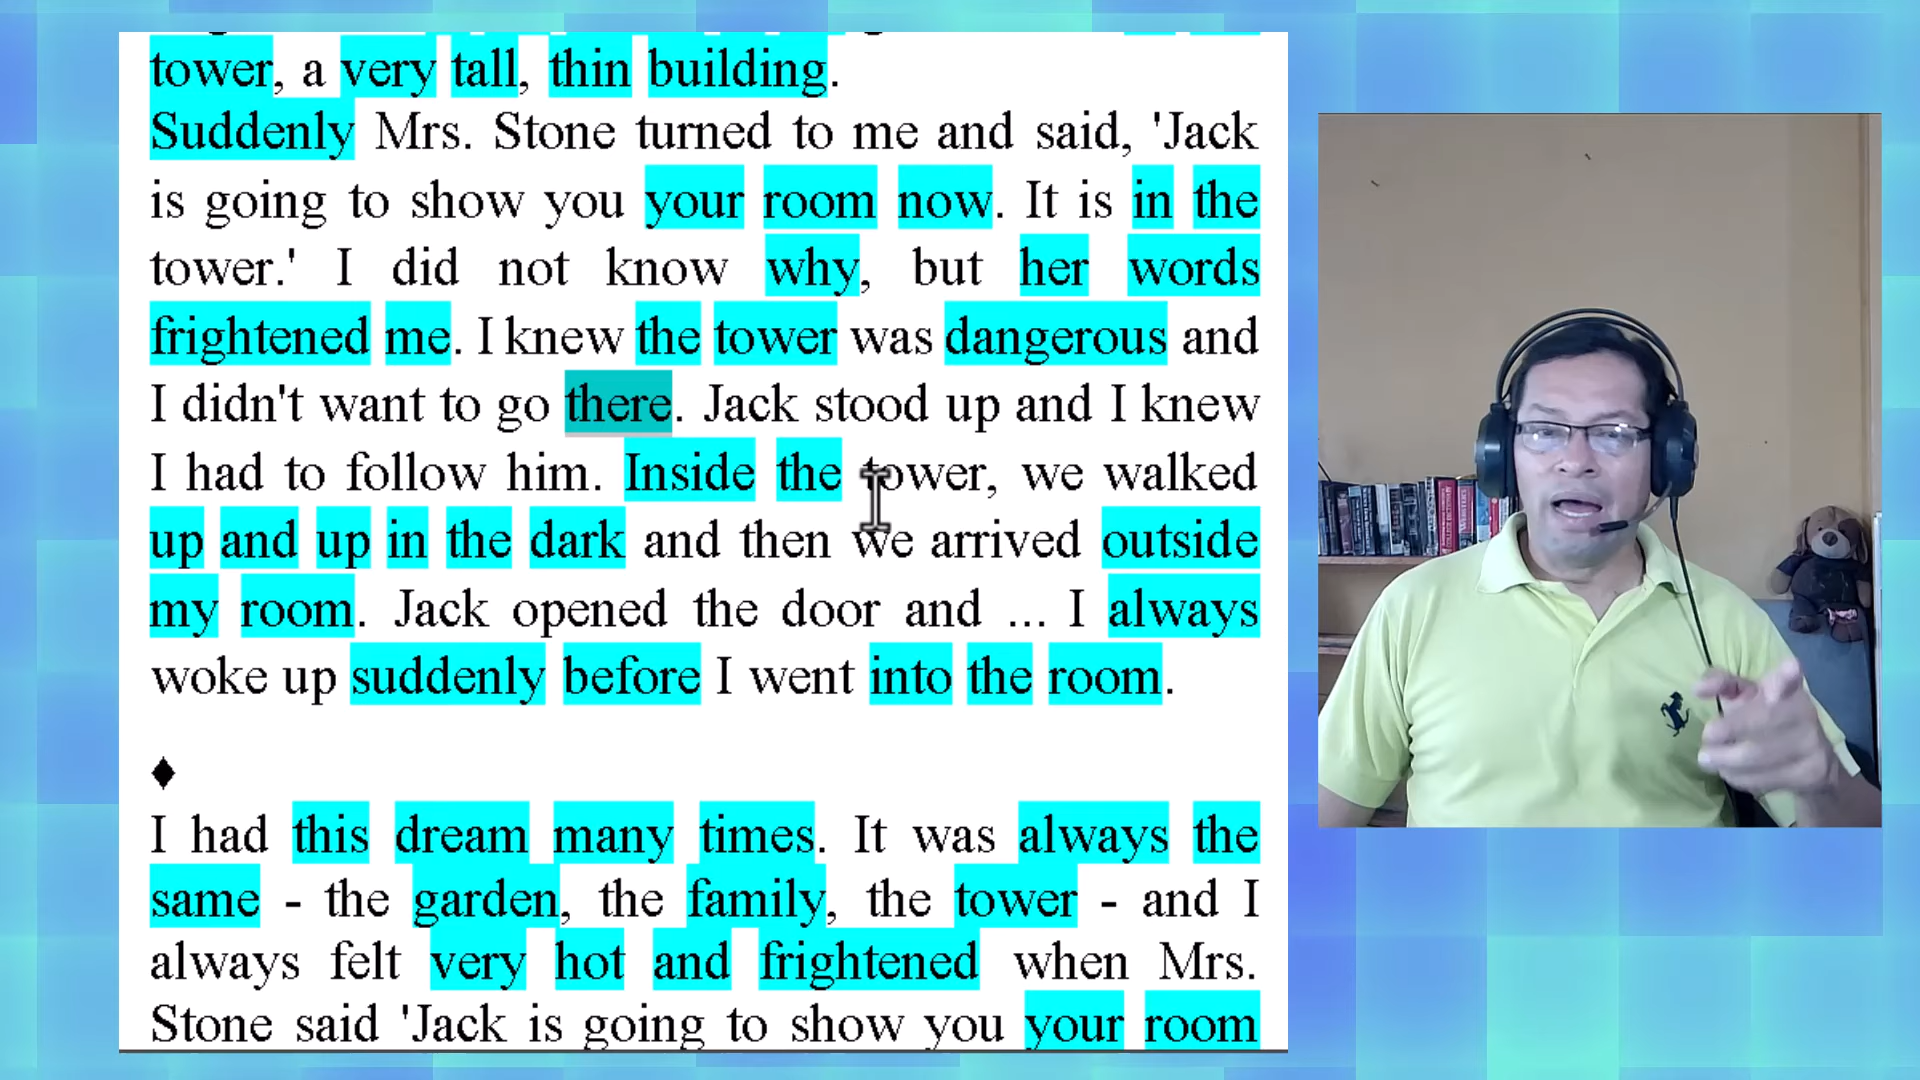 tower, a very tall, thin building.
Suddenly Mrs. Stone turned to me and said, 'Jack
is going to show you your room now. It is in the
tower.' I did not know why, but her words
frightened me. I knew the tower was dangerous and
I didn't want to go there. Jack stood up and I knew
I had to follow him. Inside the tower, we walked
up and up in the dark and then we arrived outside
my room. Jack opened the door and ... I always
woke up suddenly before I went into the room.
♦
I had this dream many times. It was always the
same - the garden, the family, the tower - and I
always felt very hot and frightened when Mrs.
Stone said 'Jack is going to show you your room